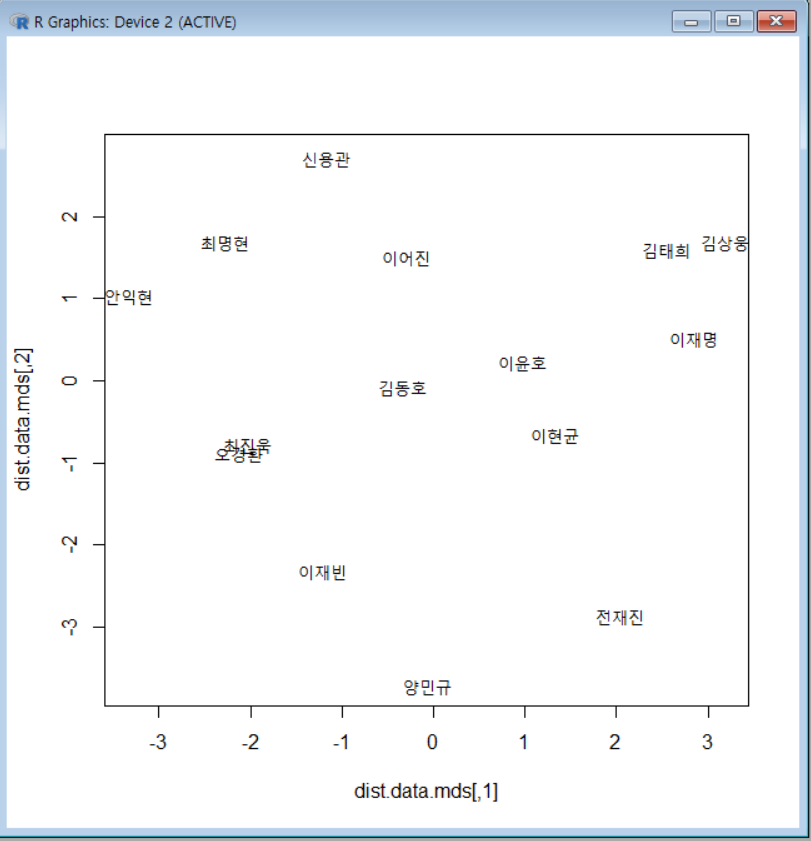 R Graphics: Device 2 (ACTIVE)
신용관
최명현
이어진
김태희 김상웅
안익현
이재명
이윤호
김동호
이현균
최진욱
오경환
이재빈
전재진
양민규
2
1
0
-1
-2
-3
dist.data.mds[,2]
-3 -2 -1 0 1 2 3
dist.data.mds[,1]